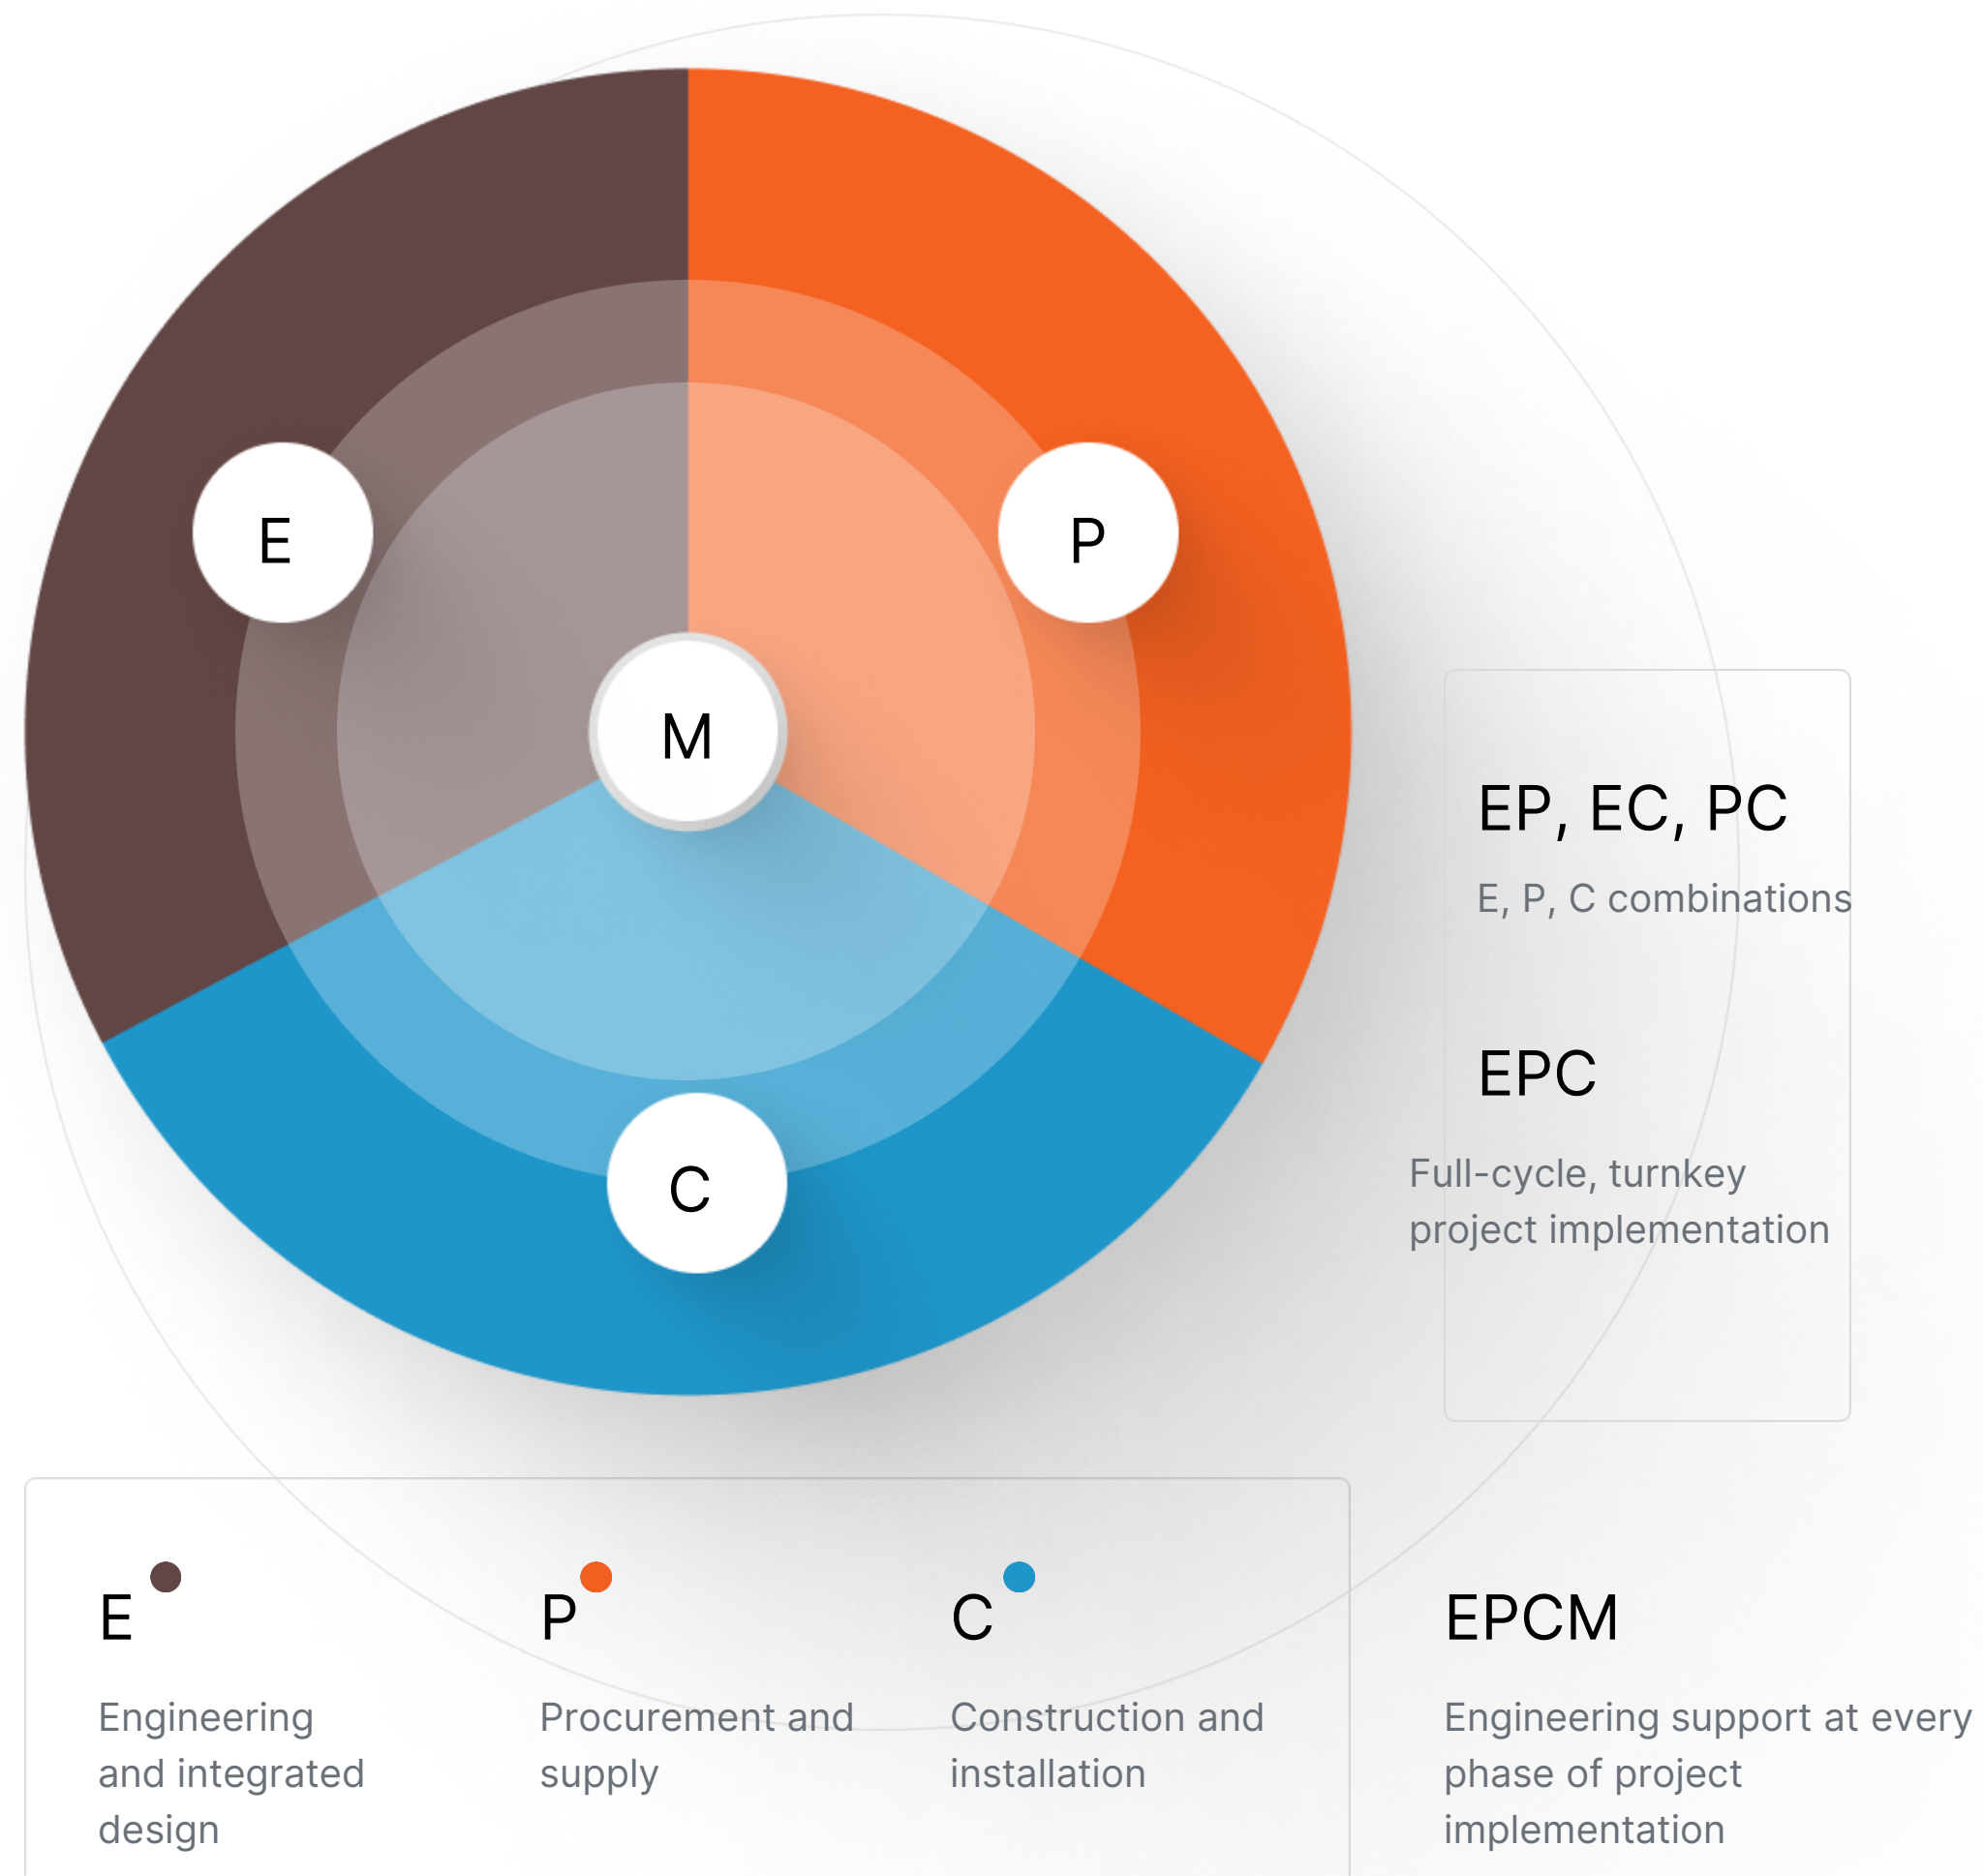 E
P
M
C
EP, EC, PC
E, P, C combinations
EPC
Full-cycle, turnkey
project implementation
E
Engineering
and integrated
design
P
Procurement and
supply
C
Construction and
installation
EPCM
Engineering support at every
phase of project
implementation